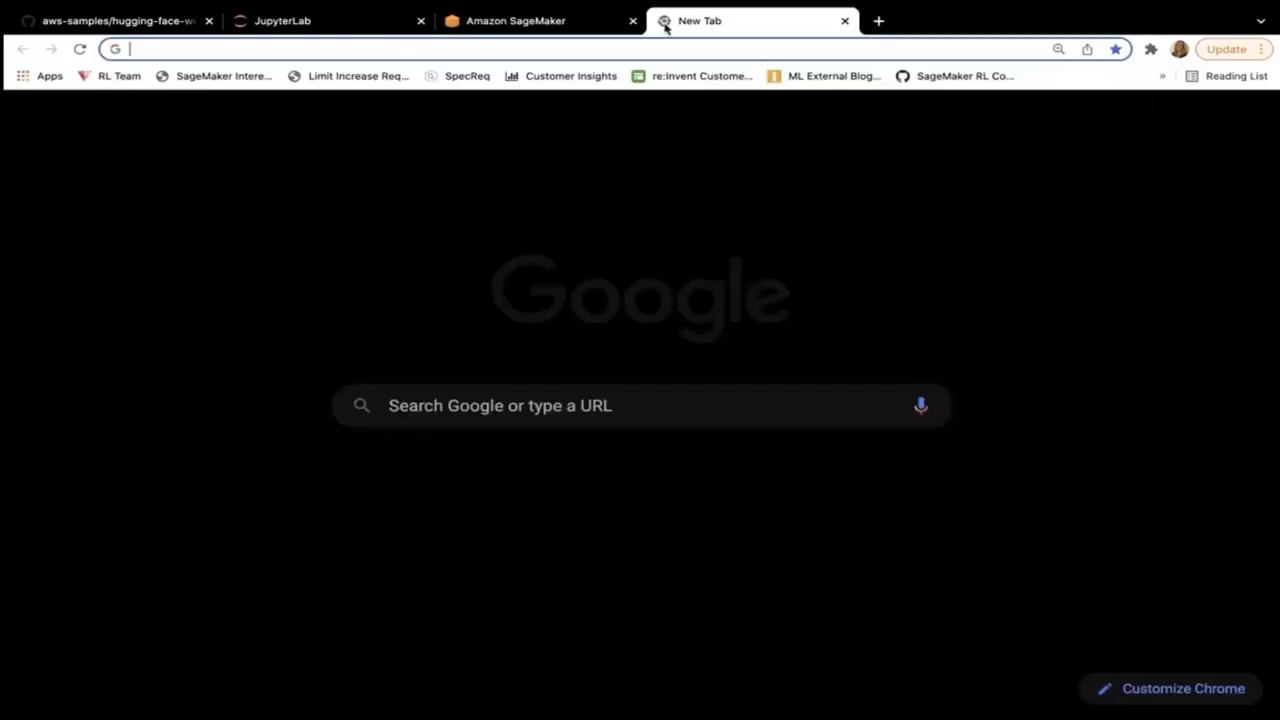 aws-samples/hugging-face-w
JupyterLab
Amazon SageMaker
New Tab
Update
Apps
RL Team
SageMaker Intere...
Limit Increase Req...
SpecReq
Customer Insights
re:Invent Custome...
ML External Blog...
SageMaker RL Co...
»
Reading List
Google
Search Google or type a URL
Customize Chrome